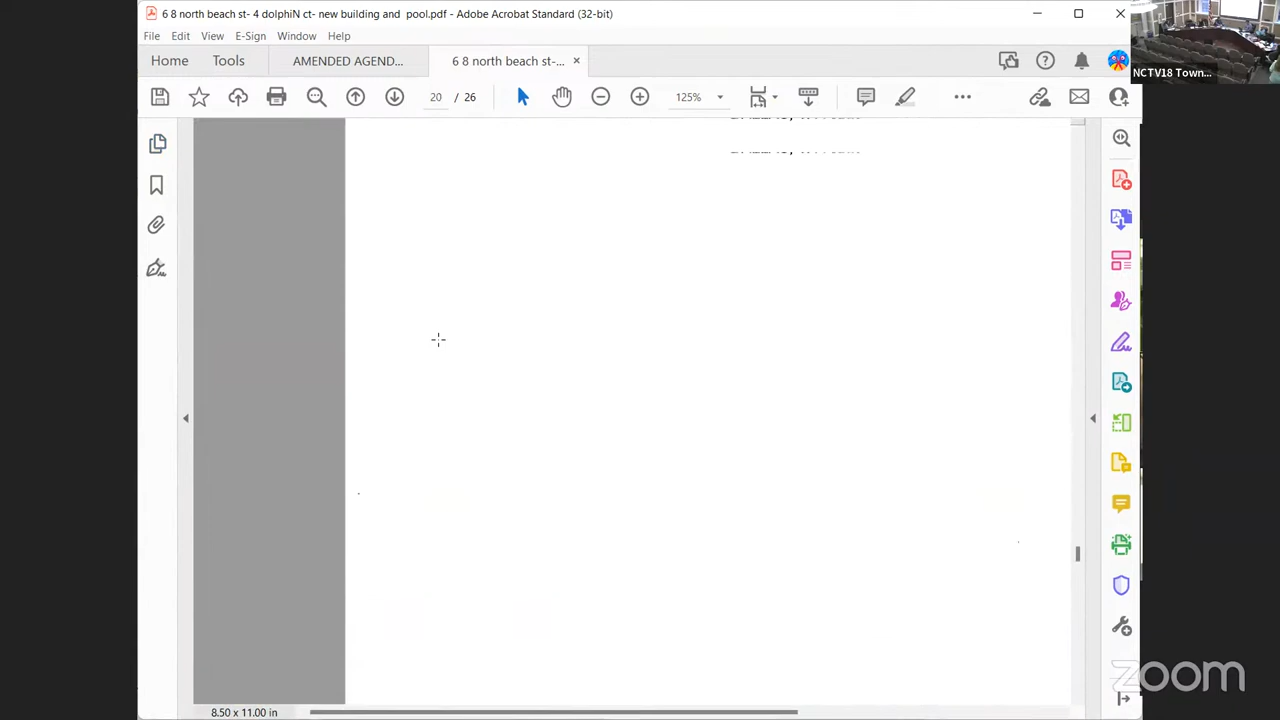 6 8 north beach st- 4 dolphiN ct- new building and  pool.pdf - Adobe Acrobat Standard (32-bit)
File Edit View E-Sign Window Help
Home Tools AMENDED AGEND... 6 8 north beach st-... ×
20 / 26 125%
NCTV18 Town...
8.50 x 11.00 in
zoom